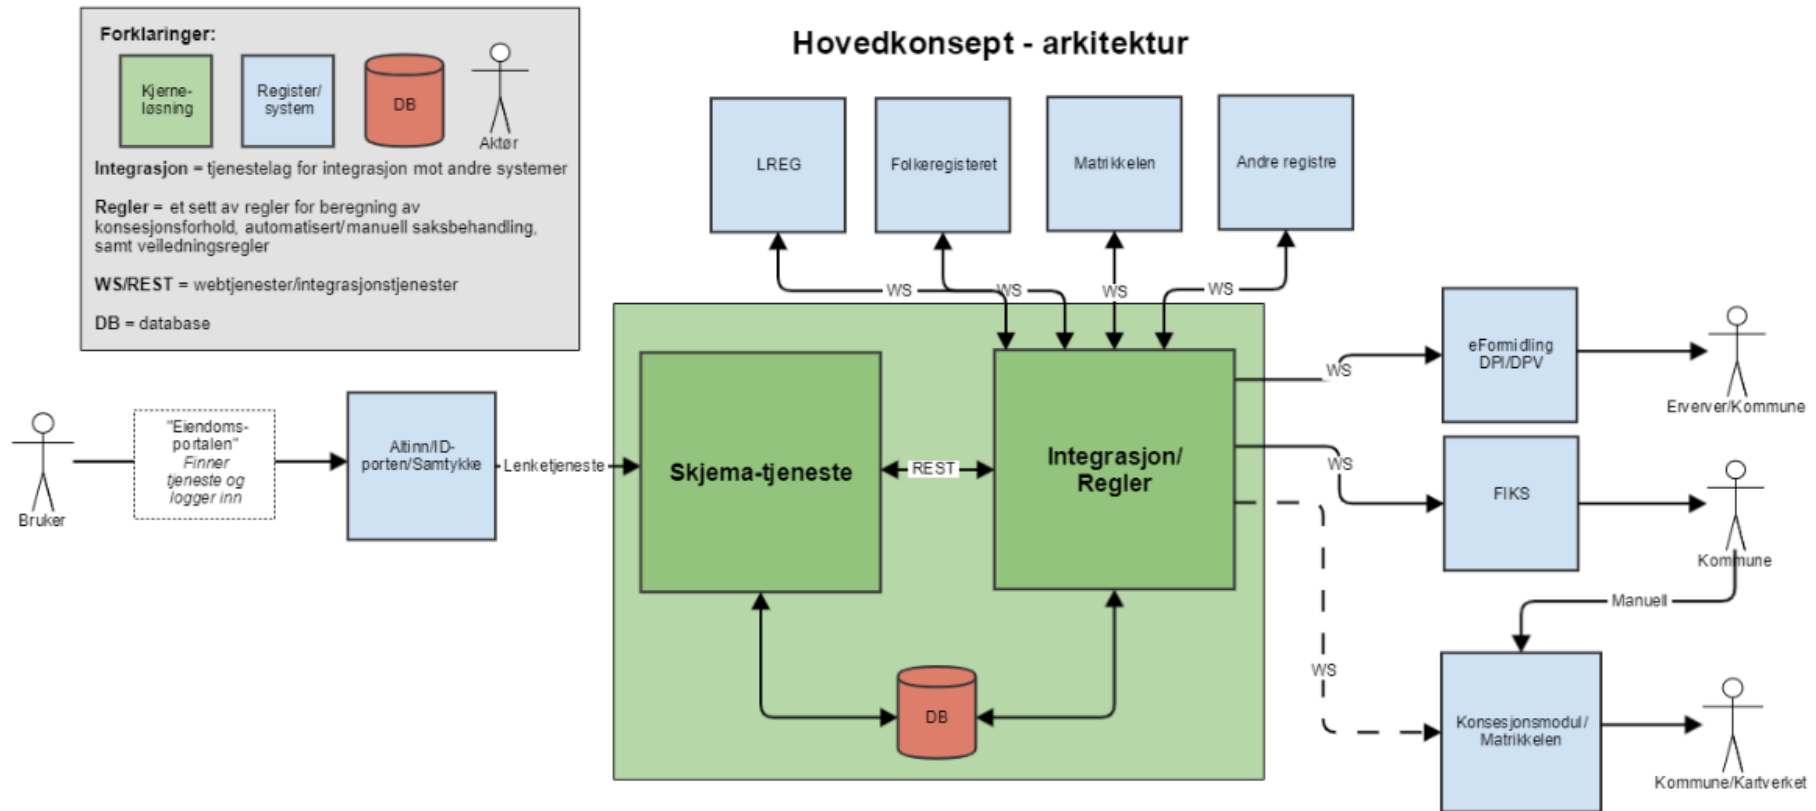 Forklaringer:
Kjerne-
løsning
Register/
system
DB
Aktør
Integrasjon = tjenestelag for integrasjon mot andre systemer
Regler = et sett av regler for beregning av
konsesjonsforhold, automatisert/manuell saksbehandling,
samt veiledningsregler
WS/REST = webtjenester/integrasjonstjenester
DB = database
Hovedkonsept - arkitektur
LREG
Folkeregisteret
Matrikkelen
Andre registre
WS
WS
WS
WS
Bruker
"Eiendoms-
portalen"
Finner
tjeneste og
logger inn
Altinn/ID-
porten/Samtykke
Lenketjeneste
Skjema-tjeneste
REST
Integrasjon/
Regler
DB
WS
eFormidling
DPI/DPV
Erverver/Kommune
WS
FIKS
Kommune
Manuell
WS
Konsesjonsmodul/
Matrikkelen
Kommune/Kartverket